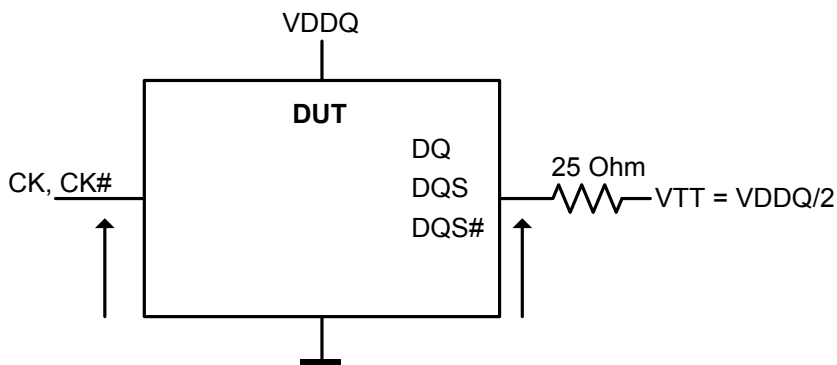 VDDQ
DUT
DQ
25 Ohm
CK, CK#
DQS
VTT = VDDQ/2
DQS#